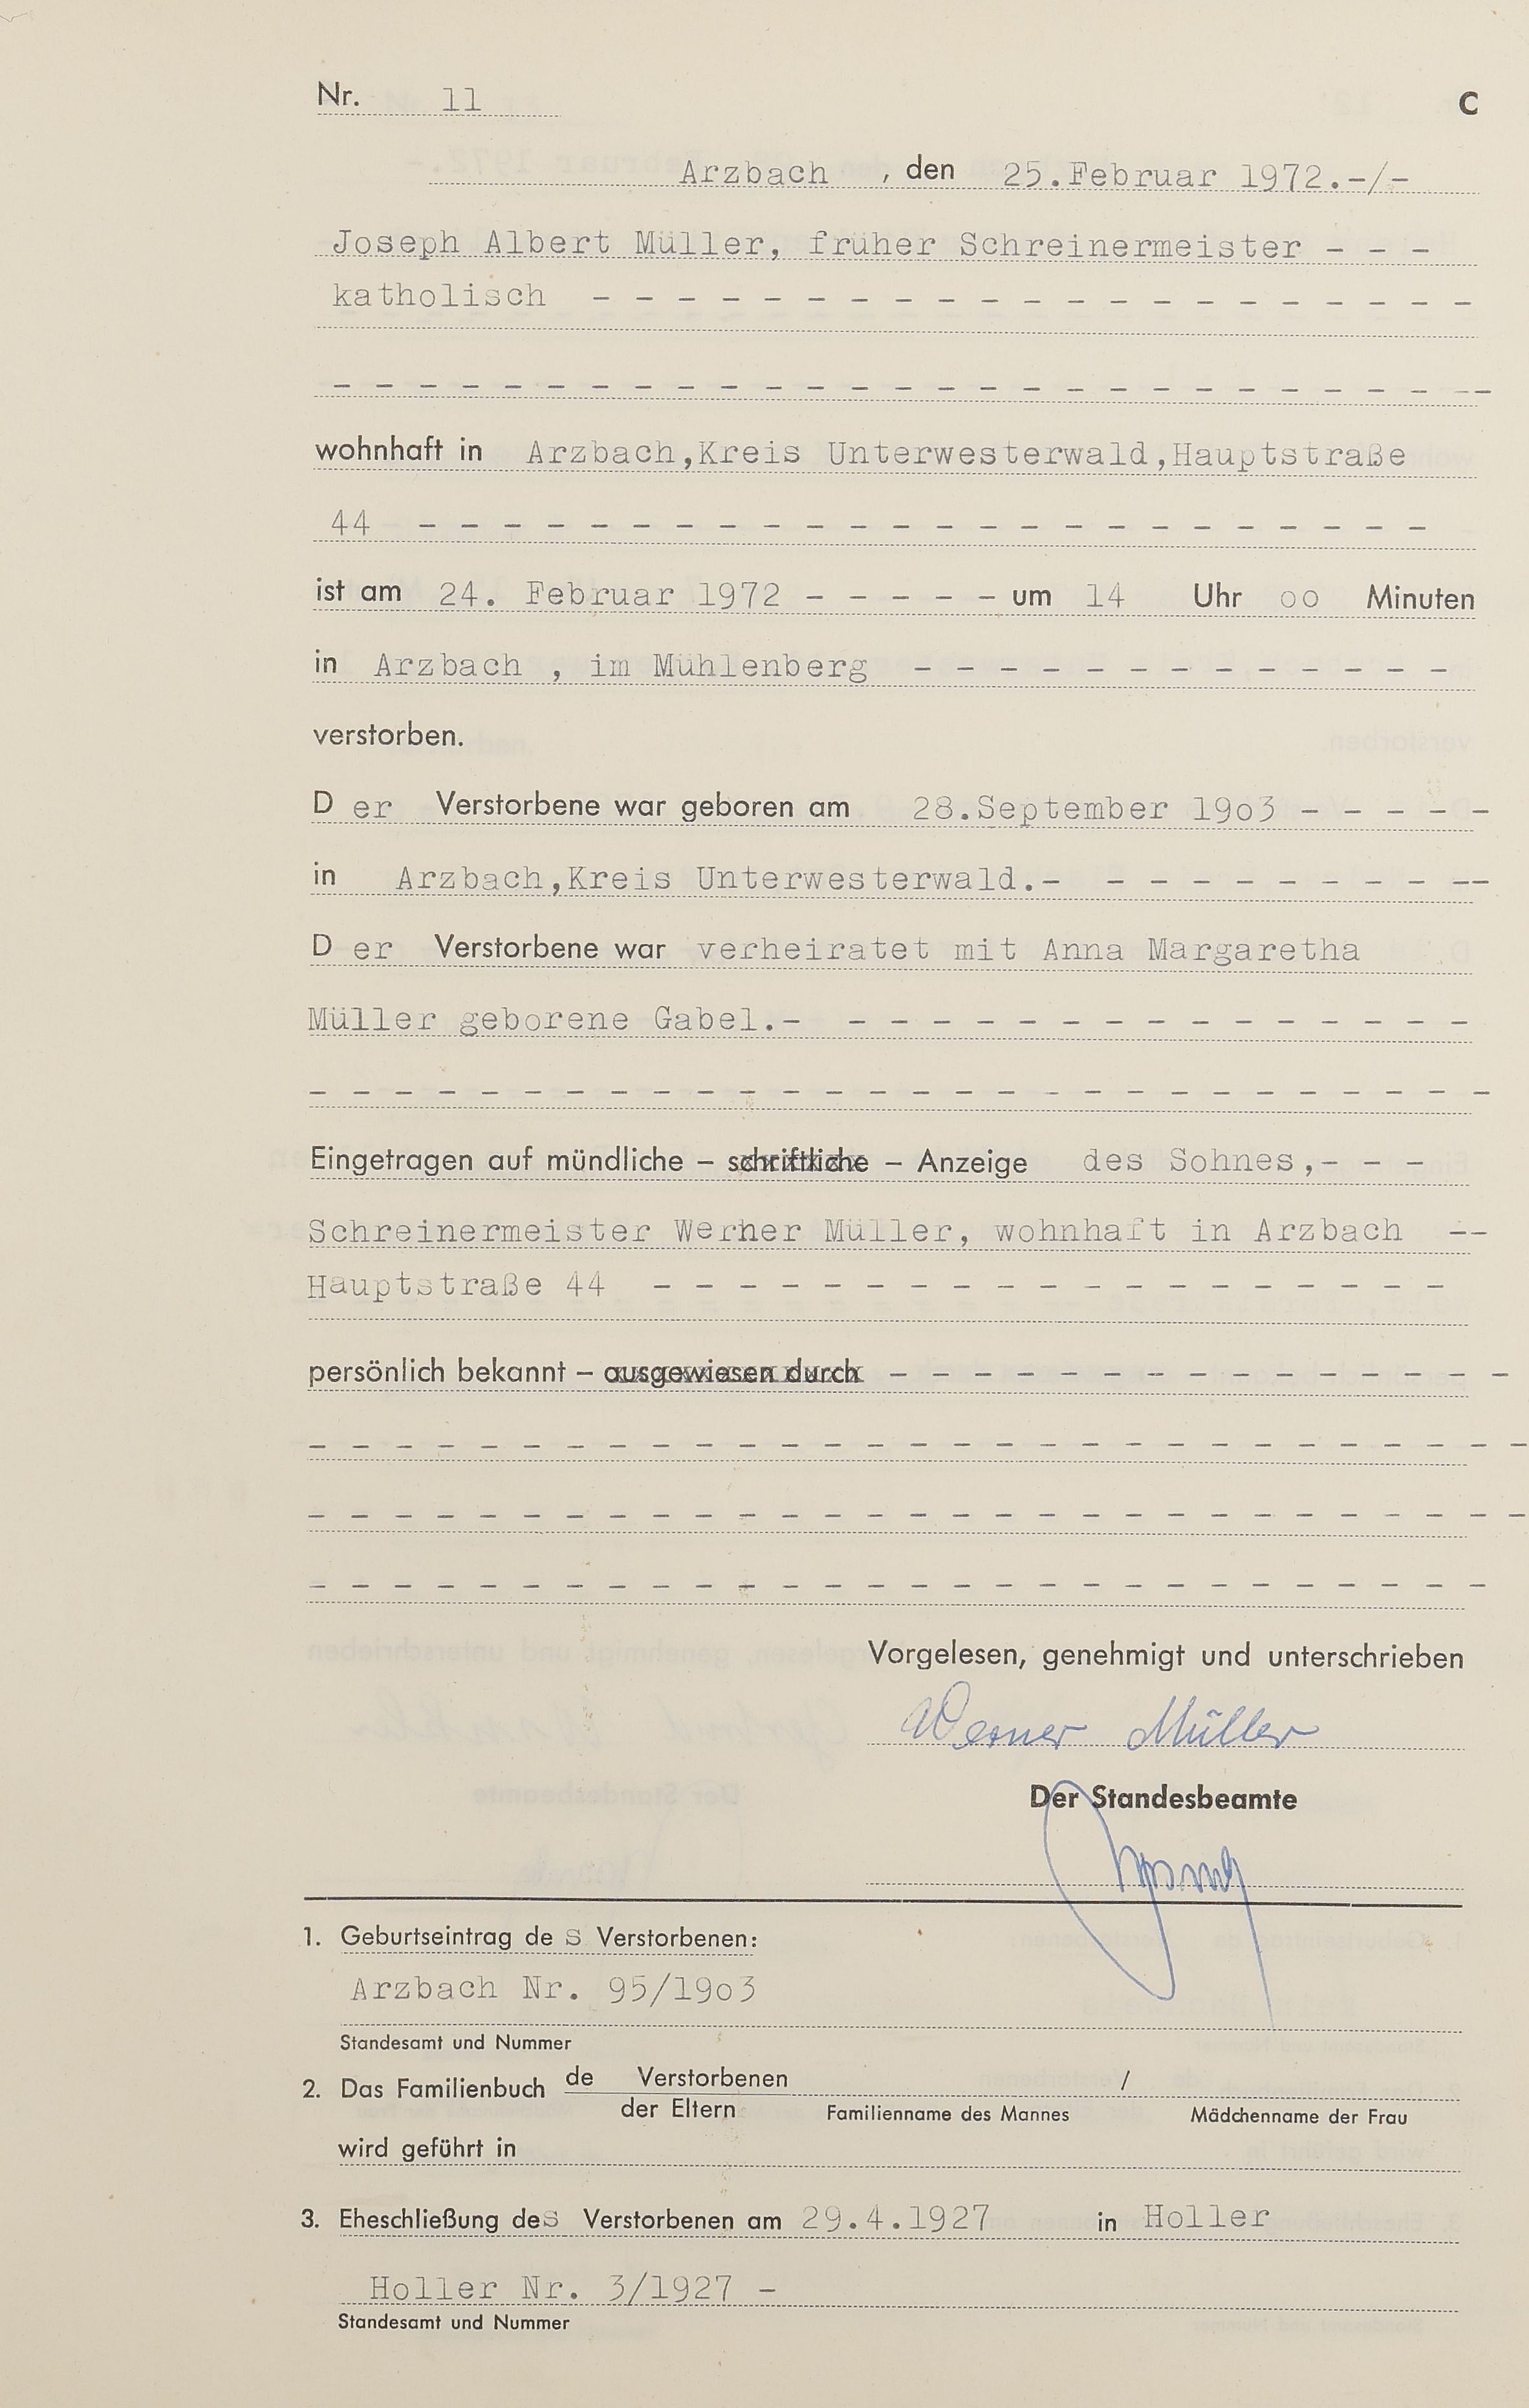 Nr. 11 C
Arzbach , den 25.Februar 1972.-/-
Joseph Albert Müller, früher Schreinermeister - - -
katholisch - - - - - - - - - - - - - - - - - - - - -
- - - - - - - - - - - - - - - - - - - - - - - - - - - --
wohnhaft in Arzbach,Kreis Unterwesterwald,Hauptstraße
44 - - - - - - - - - - - - - - - - - - - - - - - -
ist am 24. Februar 1972 - - - - - um 14 Uhr oo Minuten
in Arzbach , im Mühlenberg - - - - - - - - - - - - -
verstorben.
D er Verstorbene war geboren am 28.September 19o3 - - - - -
in Arzbach,Kreis Unterwesterwald.- - - - - - - - - - --
D er Verstorbene war verheiratet mit Anna Margaretha
Müller geborene Gabel.- - - - - - - - - - - - - - - -
- - - - - - - - - - - - - - - - - - - - - - - - - - - -
Eingetragen auf mündliche – schriftliche – Anzeige des Sohnes,- - -
Schreinermeister Werner Müller, wohnhaft in Arzbach --
Hauptstraße 44 - - - - - - - - - - - - - - - - - - -
persönlich bekannt – ausgewiesen durch - - - - - - - - - - - - - - -
- - - - - - - - - - - - - - - - - - - - - - - - - - - - -
- - - - - - - - - - - - - - - - - - - - - - - - - - - - -
- - - - - - - - - - - - - - - - - - - - - - - - - - - -
Vorgelesen, genehmigt und unterschrieben
Werner Müller
Der Standesbeamte
1. Geburtseintrag de s Verstorbenen:
Arzbach Nr. 95/19o3
Standesamt und Nummer
2. Das Familienbuch de Verstorbenen /
der Eltern Familienname des Mannes Mädchenname der Frau
wird geführt in
3. Eheschließung des Verstorbenen am 29.4.1927 in Holler
Holler Nr. 3/1927 -
Standesamt und Nummer